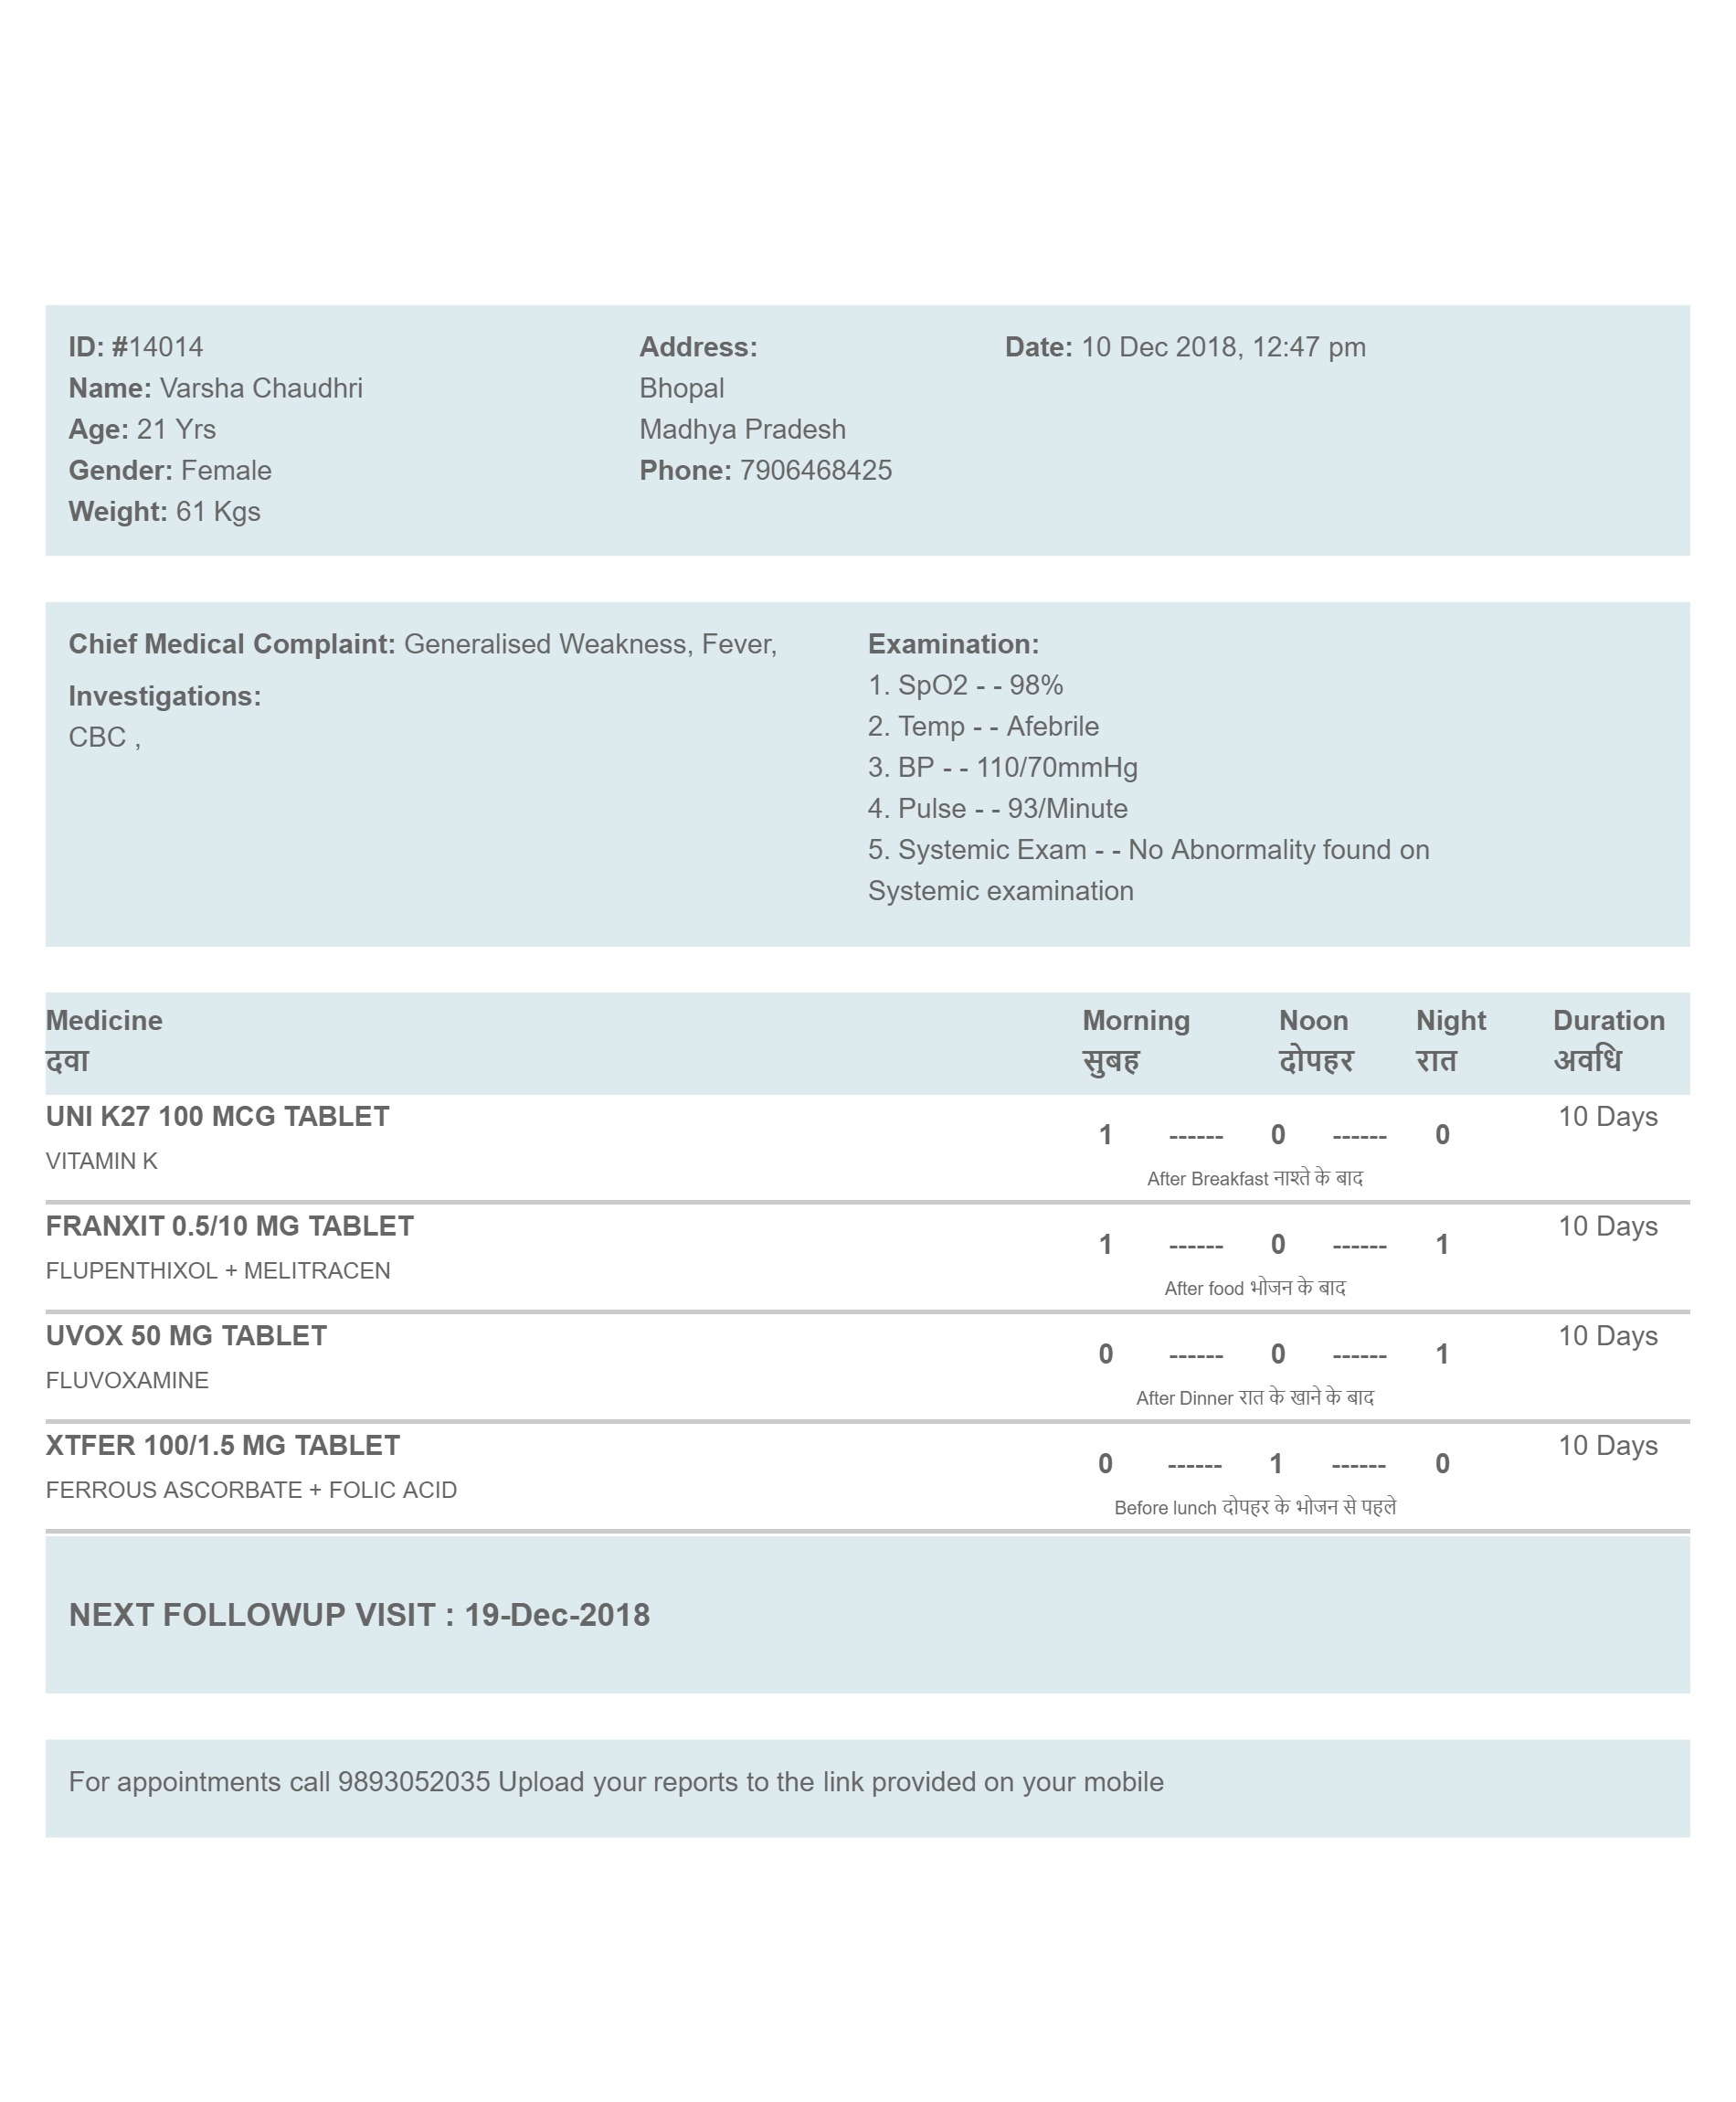 ID: #14014
Name: Varsha Chaudhri
Age: 21 Yrs
Gender: Female
Weight: 61 Kgs
Address:
Bhopal
Madhya Pradesh
Phone: 7906468425
Date: 10 Dec 2018, 12:47 pm
Chief Medical Complaint: Generalised Weakness, Fever,
Investigations:
CBC ,
Examination:
1. SpO2 - - 98%
2. Temp - - Afebrile
3. BP - - 110/70mmHg
4. Pulse - - 93/Minute
5. Systemic Exam - - No Abnormality found on
Systemic examination
Medicine Morning Noon Night Duration
दवा सुबह दोपहर रात अवधि
UNI K27 100 MCG TABLET 10 Days
1 ------ 0 ------ 0
VITAMIN K
After Breakfast नाश्ते के बाद
FRANXIT 0.5/10 MG TABLET 10 Days
1 ------ 0 ------ 1
FLUPENTHIXOL + MELITRACEN
After food भोजन के बाद
UVOX 50 MG TABLET 10 Days
0 ------ 0 ------ 1
FLUVOXAMINE
After Dinner रात के खाने के बाद
XTFER 100/1.5 MG TABLET 10 Days
0 ------ 1 ------ 0
FERROUS ASCORBATE + FOLIC ACID
Before lunch दोपहर के भोजन से पहले
NEXT FOLLOWUP VISIT : 19-Dec-2018
For appointments call 9893052035 Upload your reports to the link provided on your mobile